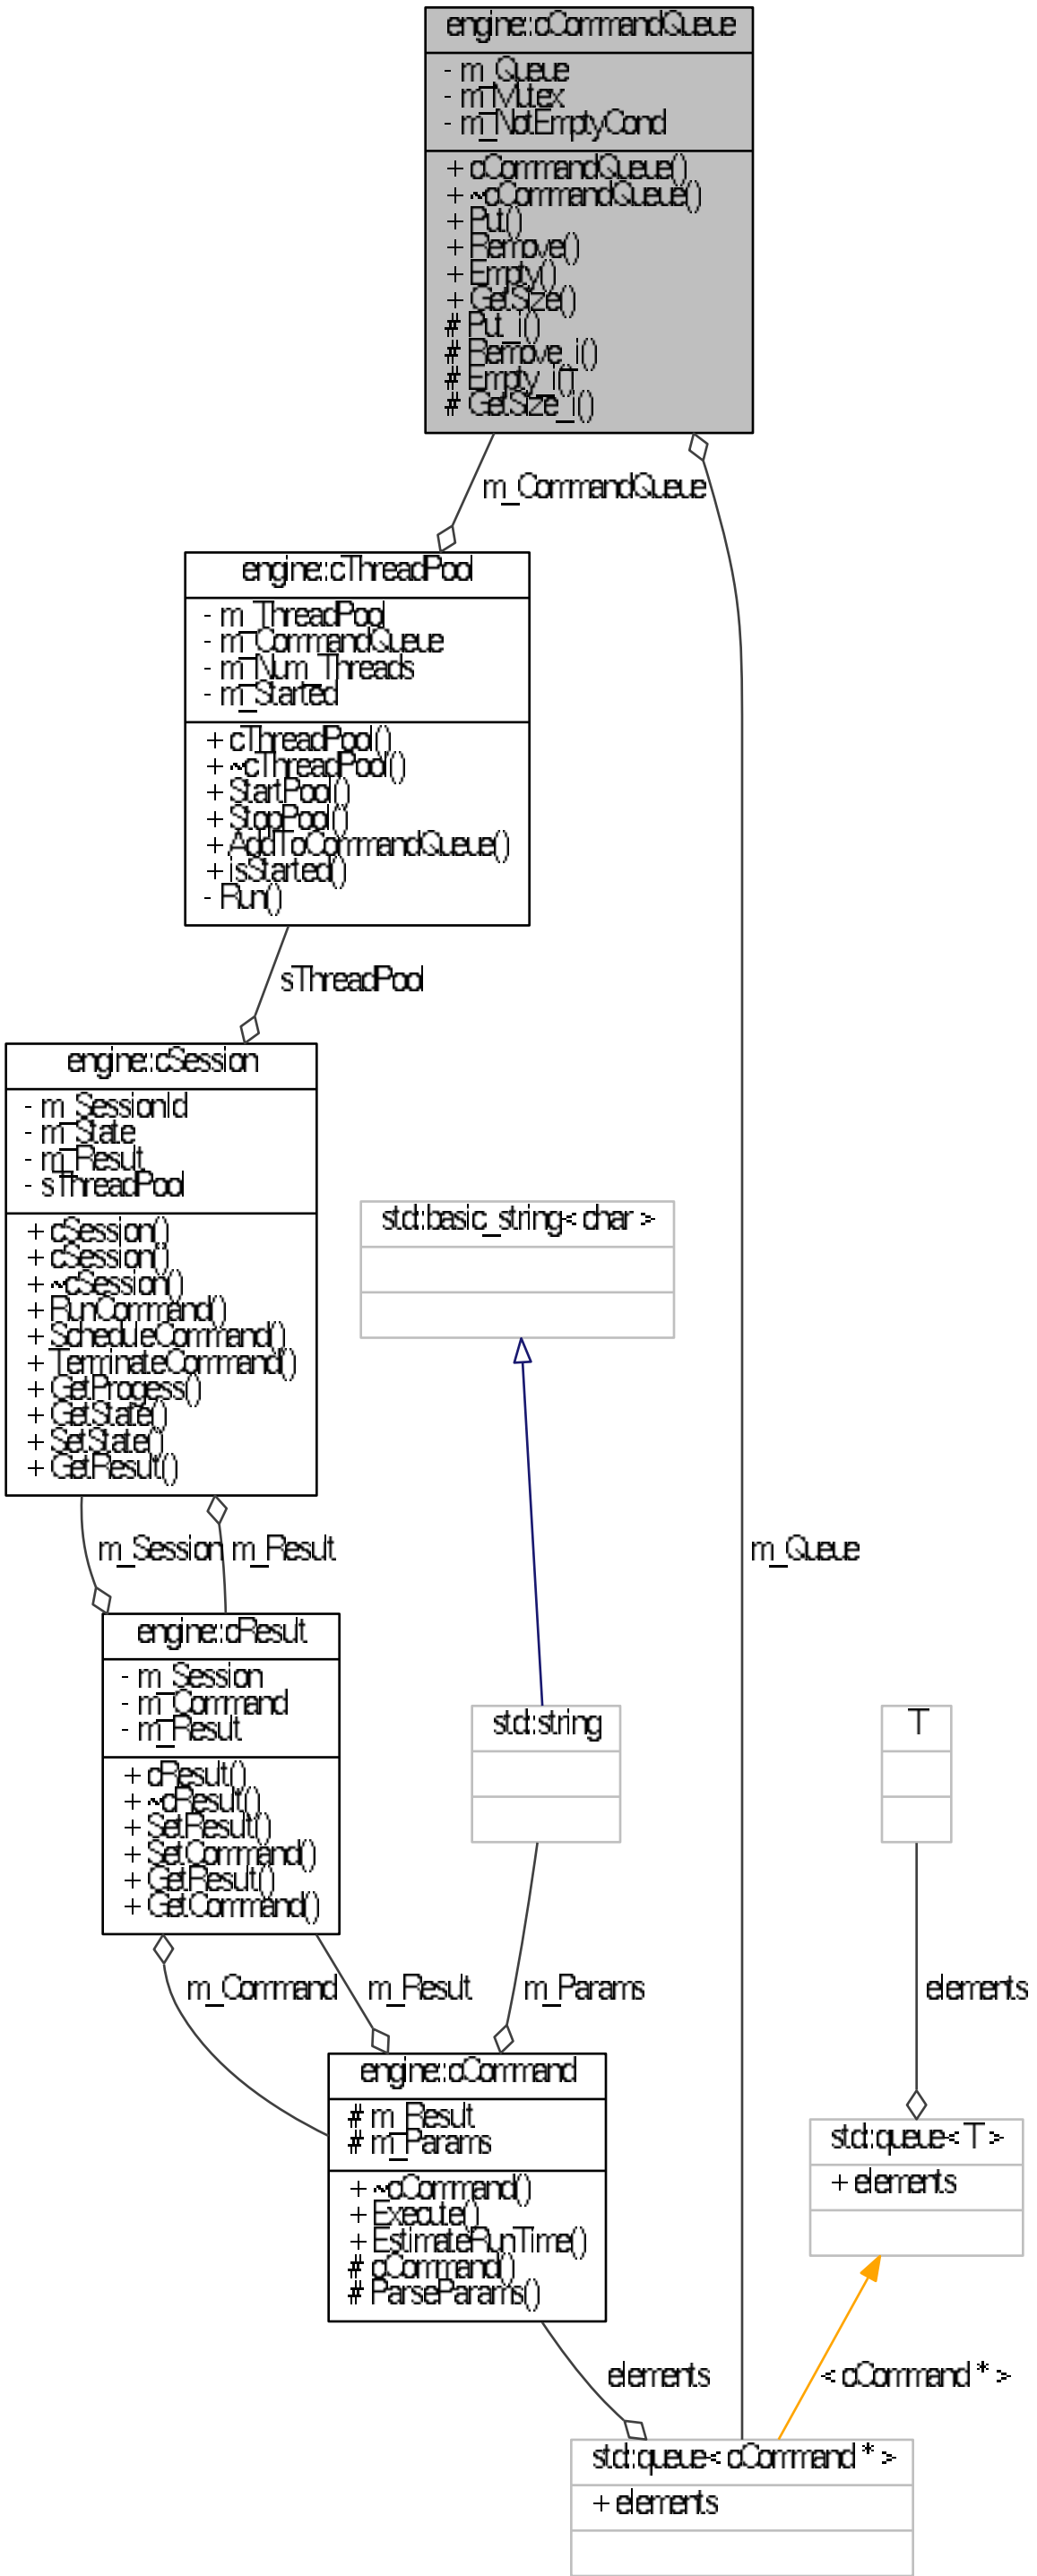 engine::cCommandQueue
- m_Queue
- m_Mutex
- m_NotEmptyCond
+ cCommandQueue()
+ ~cCommandQueue()
+ Put()
+ Remove()
+ Empty()
+ GetSize()
# Put_i()
# Remove_i()
# Empty_i()
# GetSize_i()
m_CommandQueue
engine::cThreadPool
- m_ThreadPool
- m_CommandQueue
- m_Num_Threads
- m_Started
+ cThreadPool()
+ ~cThreadPool()
+ StartPool()
+ StopPool()
+ AddToCommandQueue()
+ isStarted()
- Run()
sThreadPool
engine::cSession
- m_SessionId
- m_State
- m_Result
- sThreadPool
+ cSession()
+ cSession()
+ ~cSession()
+ RunCommand()
+ ScheduleCommand()
+ TerminateCommand()
+ GetProgess()
+ GetState()
+ SetState()
+ GetResult()
std::basic_string< char >
m_Session
m_Result
m_Queue
engine::cResult
- m_Session
- m_Command
- m_Result
+ cResult()
+ ~cResult()
+ SetResult()
+ SetCommand()
+ GetResult()
+ GetCommand()
std::string
T
m_Command
m_Result
m_Params
elements
engine::cCommand
# m_Result
# m_Params
+ ~cCommand()
+ Execute()
+ EstimateRunTime()
# cCommand()
# ParseParams()
std::queue< T >
+ elements
elements
< cCommand * >
std::queue< cCommand * >
+ elements